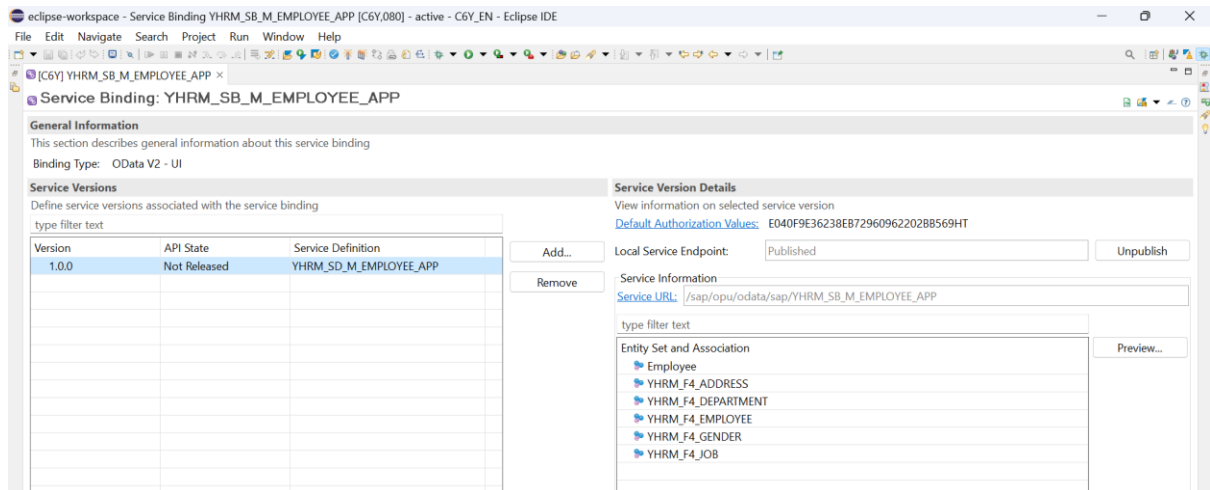 eclipse-workspace - Service Binding YHRM_SB_M_EMPLOYEE_APP [C6Y,080] - active - C6Y_EN - Eclipse IDE
File Edit Navigate Search Project Run Window Help
[C6Y] YHRM_SB_M_EMPLOYEE_APP
Service Binding: YHRM_SB_M_EMPLOYEE_APP
General Information
This section describes general information about this service binding
Binding Type: OData V2 - UI
Service Versions
Define service versions associated with the service binding
type filter text
Version API State Service Definition
1.0.0 Not Released YHRM_SD_M_EMPLOYEE_APP
Add...
Remove
Service Version Details
View information on selected service version
Default Authorization Values: E040F9E36238EB72960962202BB569HT
Local Service Endpoint: Published Unpublish
Service Information
Service URL: /sap/opu/odata/sap/YHRM_SB_M_EMPLOYEE_APP
type filter text
Entity Set and Association
Preview...
Employee
YHRM_F4_ADDRESS
YHRM_F4_DEPARTMENT
YHRM_F4_EMPLOYEE
YHRM_F4_GENDER
YHRM_F4_JOB